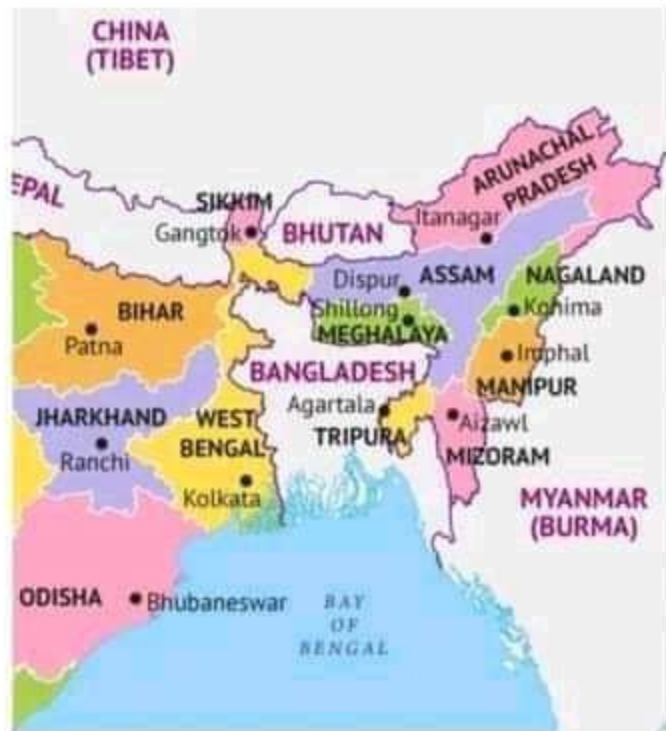 CHINA
(TIBET)
ARUNACHAL
PRADESH
EPAL
SIKKIM
Itanagar
Gangtok
BHUTAN
Dispur
ASSAM
NAGALAND
BIHAR
Shillong
Kohima
Patna
MEGHALAYA
Imphal
BANGLADESH
MANIPUR
Agartala
JHARKHAND
WEST
BENGAL
Aizawl
TRIPURA
Ranchi
MIZORAM
Kolkata
MYANMAR
(BURMA)
ODISHA
Bhubaneswar
BAY
OF
BENGAL